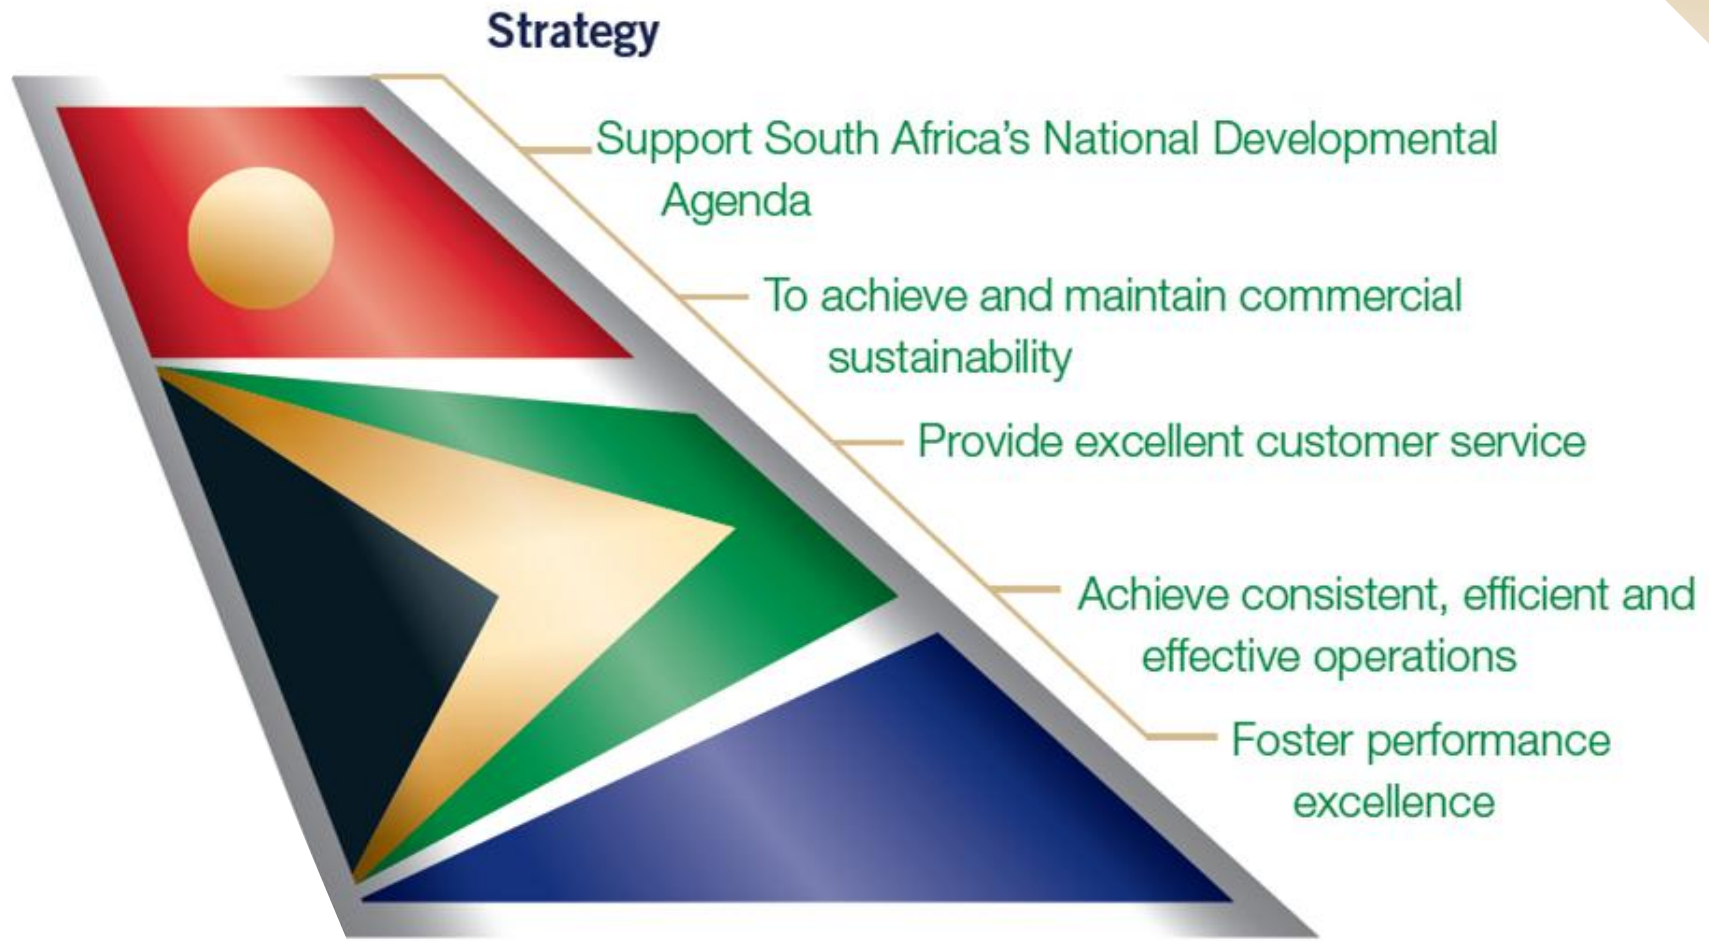 Strategy
Support South Africa’s National Developmental
Agenda
To achieve and maintain commercial
sustainability
Provide excellent customer service
Achieve consistent, efficient and
effective operations
Foster performance
excellence